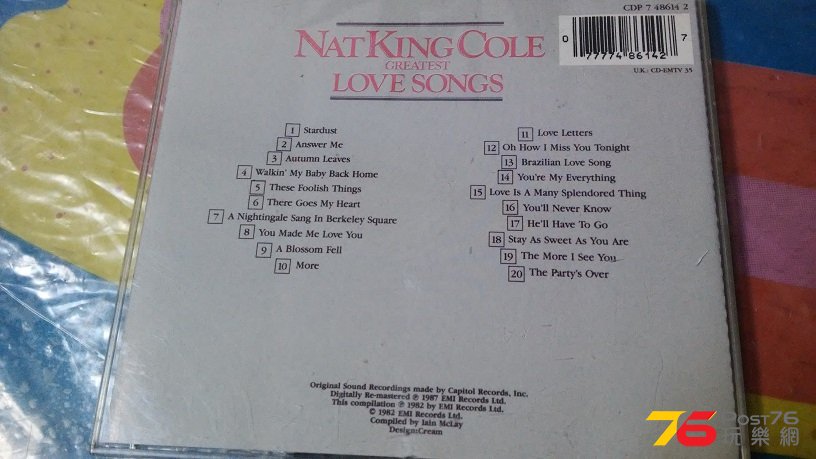 CDP 7 48614 2
NAT KING COLE
GREATEST
LOVE SONGS
0 77774 86142 7
U.K.: CD-EMTV 35
1 Stardust
2 Answer Me
3 Autumn Leaves
4 Walkin' My Baby Back Home
5 These Foolish Things
6 There Goes My Heart
7 A Nightingale Sang In Berkeley Square
8 You Made Me Love You
9 A Blossom Fell
10 More
11 Love Letters
12 Oh How I Miss You Tonight
13 Brazilian Love Song
14 You're My Everything
15 Love Is A Many Splendored Thing
16 You'll Never Know
17 He'll Have To Go
18 Stay As Sweet As You Are
19 The More I See You
20 The Party's Over
Original Sound Recordings made by Capitol Records, Inc.
Digitally Re-mastered ℗ 1987 EMI Records Ltd.
This compilation ℗ 1982 by EMI Records Ltd.
© 1982 EMI Records Ltd.
Compiled by Iain McLay
Design:Cream
76 Post76
玩樂網